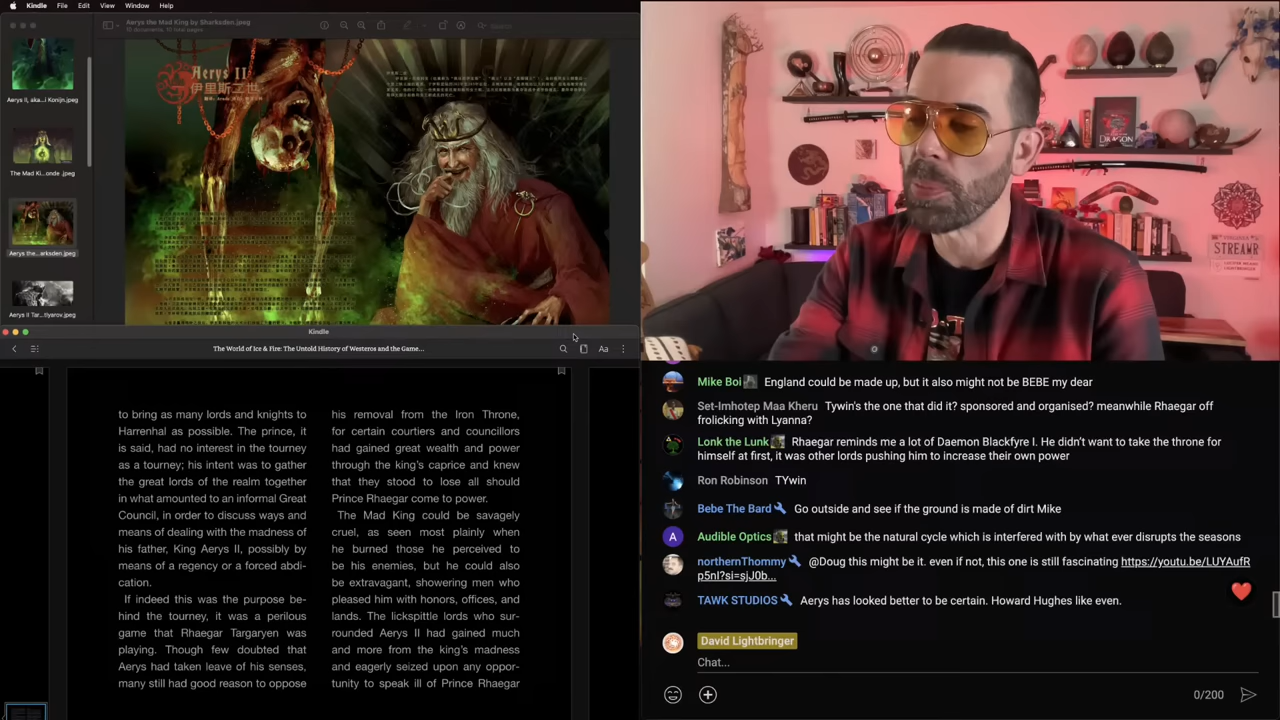 Kindle File Edit View Window Help
Aerys the Mad King by Sharksden.jpeg
10 documents, 10 total pages
Search
Aerys II, aka...i Konijn.jpeg
The Mad Ki...onde .jpeg
Aerys the...arksden.jpeg
Aerys II Tar...tlyarov.jpeg
Aerys II
伊里斯之世
Kindle
The World of Ice & Fire: The Untold History of Westeros and the Game...
Aa
to bring as many lords and knights to
Harrenhal as possible. The prince, it
is said, had no interest in the tourney
as a tourney; his intent was to gather
the great lords of the realm together
in what amounted to an informal Great
Council, in order to discuss ways and
means of dealing with the madness of
his father, King Aerys II, possibly by
means of a regency or a forced abdi-
cation.
If indeed this was the purpose be-
hind the tourney, it was a perilous
game that Rhaegar Targaryen was
playing. Though few doubted that
Aerys had taken leave of his senses,
many still had good reason to oppose
his removal from the Iron Throne,
for certain courtiers and councillors
had gained great wealth and power
through the king's caprice and knew
that they stood to lose all should
Prince Rhaegar come to power.
The Mad King could be savagely
cruel, as seen most plainly when
he burned those he perceived to
be his enemies, but he could also
be extravagant, showering men who
pleased him with honors, offices, and
lands. The lickspittle lords who sur-
rounded Aerys II had gained much
and more from the king's madness
and eagerly seized upon any oppor-
tunity to speak ill of Prince Rhaegar
DRAGON
STREAMR
Mike Boi England could be made up, but it also might not be BEBE my dear
Set-Imhotep Maa Kheru Tywin's the one that did it? sponsored and organised? meanwhile Rhaegar off
frolicking with Lyanna?
Lonk the Lunk Rhaegar reminds me a lot of Daemon Blackfyre I. He didn't want to take the throne for
himself at first, it was other lords pushing him to increase their own power
Ron Robinson TYwin
Bebe The Bard Go outside and see if the ground is made of dirt Mike
A Audible Optics that might be the natural cycle which is interfered with by what ever disrupts the seasons
northernThommy @Doug this might be it. even if not, this one is still fascinating https://youtu.be/LUYAufR
p5nI?si=sjJ0b...
TAWK STUDIOS Aerys has looked better to be certain. Howard Hughes like even.
David Lightbringer
Chat...
0/200